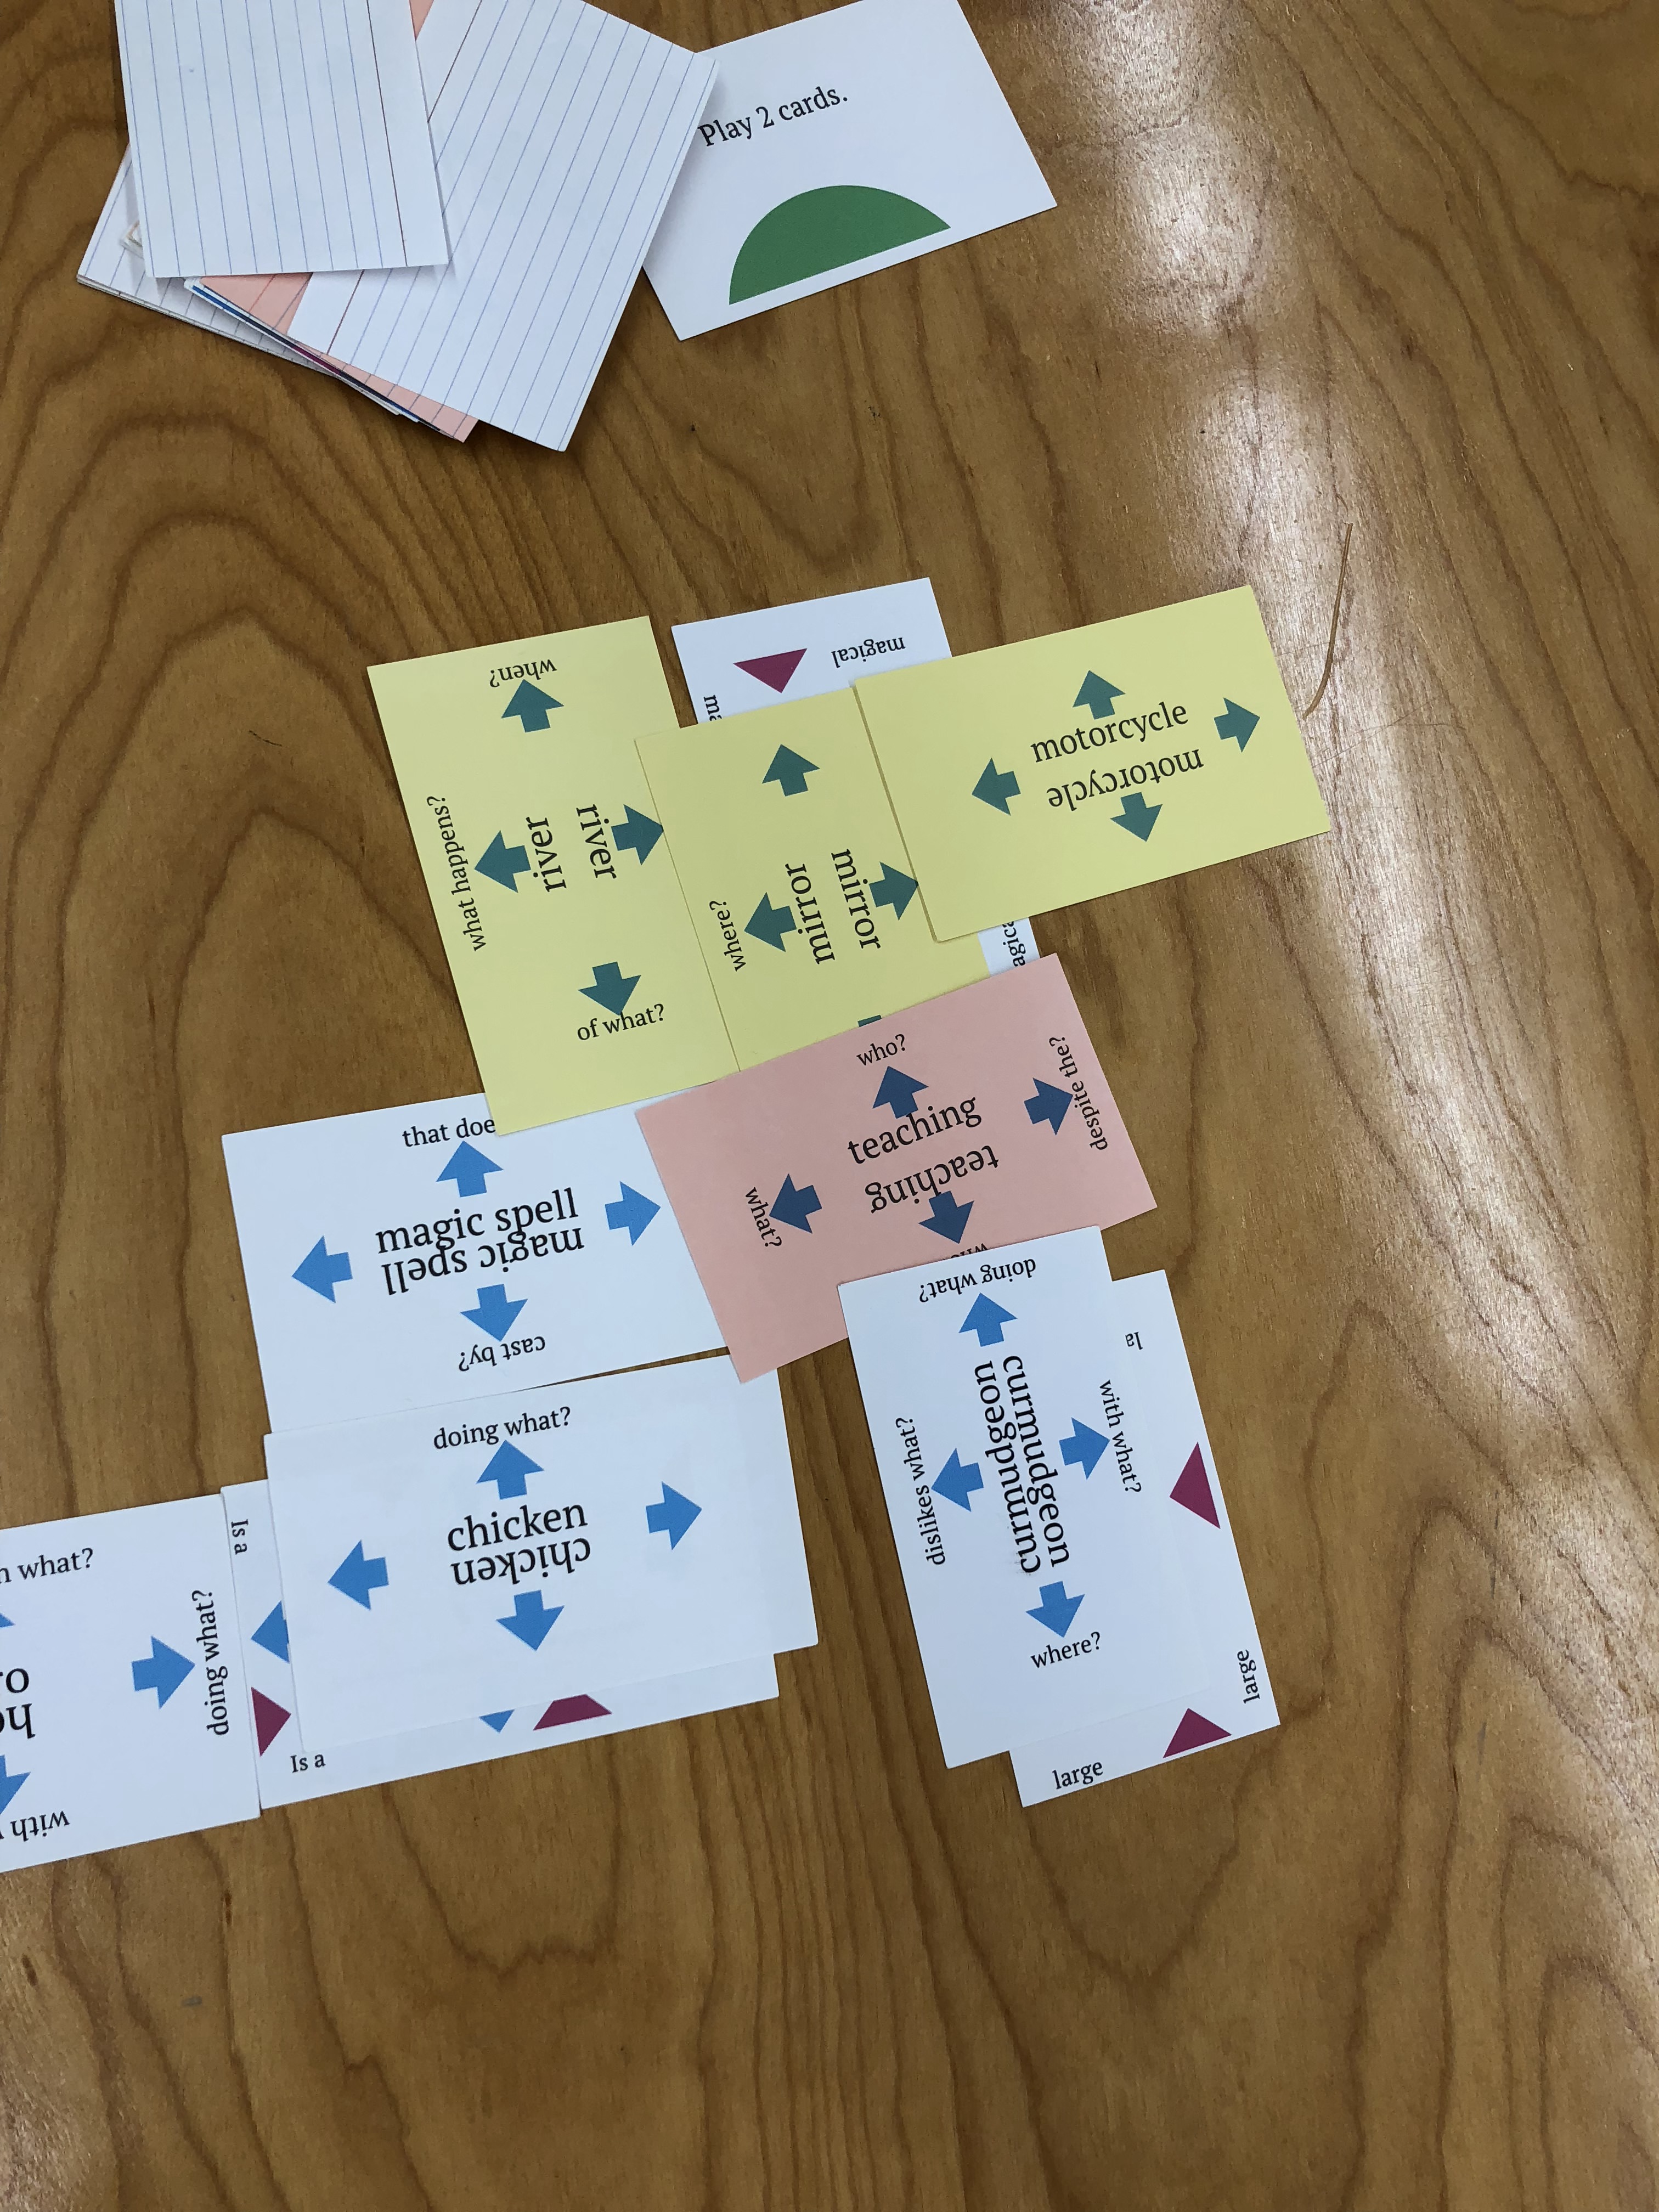 Play 2 cards.
magical
when?
what happens?
river
river
of what?
where?
mirror
mirror
motorcycle
motorcycle
who?
teaching
teaching
what?
despite the?
that doe
magic spell
magic spell
cast by?
doing what?
chicken
chicken
Is a
Is a
doing what?
dislikes what?
curmudgeon
curmudgeon
with what?
where?
la
large
large
what?
doing what?
with